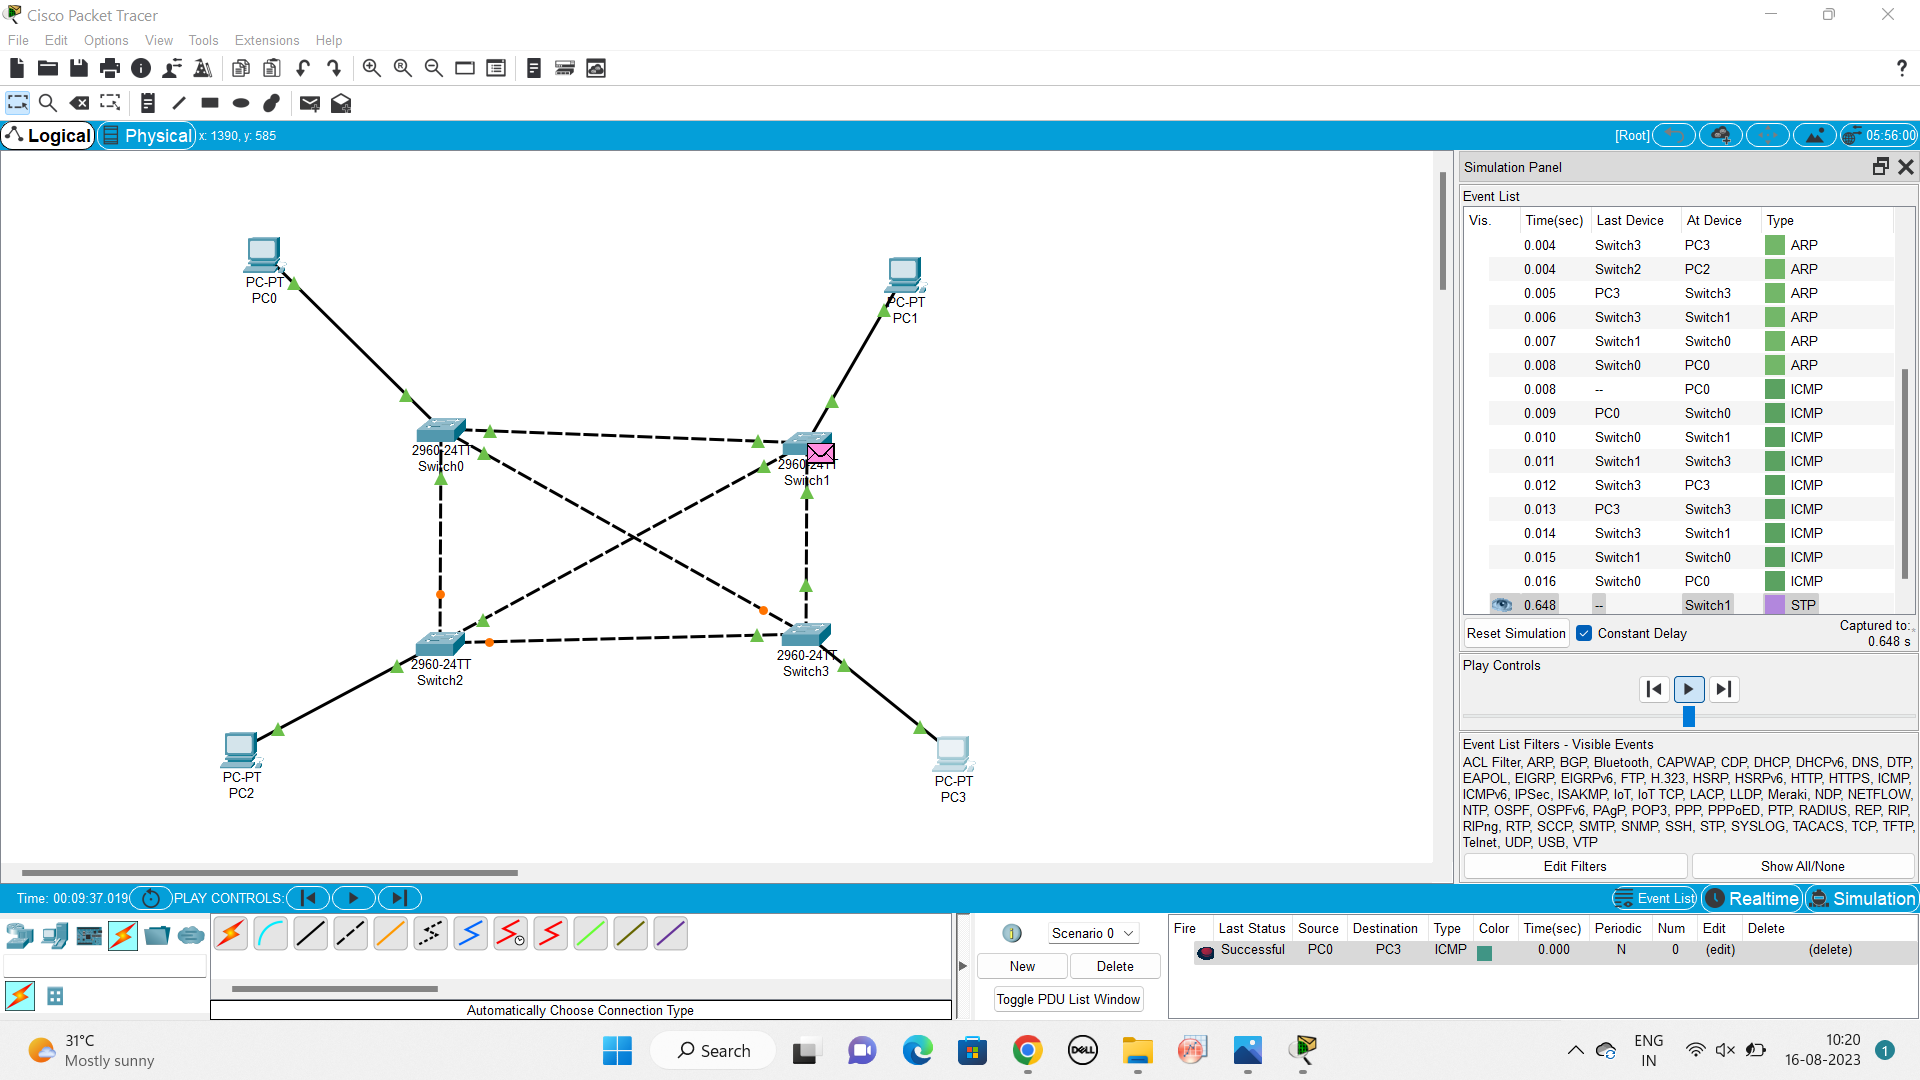 Cisco Packet Tracer
File Edit Options View Tools Extensions Help
Logical Physical x: 1390, y: 585 [Root] 05:56:00
Simulation Panel
Event List
Vis. Time(sec) Last Device At Device Type
0.004 Switch3 PC3 ARP
0.004 Switch2 PC2 ARP
0.005 PC3 Switch3 ARP
0.006 Switch3 Switch1 ARP
0.007 Switch1 Switch0 ARP
0.008 Switch0 PC0 ARP
0.008 -- PC0 ICMP
0.009 PC0 Switch0 ICMP
0.010 Switch0 Switch1 ICMP
0.011 Switch1 Switch3 ICMP
0.012 Switch3 PC3 ICMP
0.013 PC3 Switch3 ICMP
0.014 Switch3 Switch1 ICMP
0.015 Switch1 Switch0 ICMP
0.016 Switch0 PC0 ICMP
0.648 -- Switch1 STP
Reset Simulation Constant Delay Captured to:
0.648 s
Play Controls
Event List Filters - Visible Events
ACL Filter, ARP, BGP, Bluetooth, CAPWAP, CDP, DHCP, DHCPv6, DNS, DTP,
EAPOL, EIGRP, EIGRPv6, FTP, H.323, HSRP, HSRPv6, HTTP, HTTPS, ICMP,
ICMPv6, IPSec, ISAKMP, IoT, IoT TCP, LACP, LLDP, Meraki, NDP, NETFLOW,
NTP, OSPF, OSPFv6, PAgP, POP3, PPP, PPPoED, PTP, RADIUS, REP, RIP,
RIPng, RTP, SCCP, SMTP, SNMP, SSH, STP, SYSLOG, TACACS, TCP, TFTP,
Telnet, UDP, USB, VTP
Edit Filters Show All/None
PC-PT
PC0
PC-PT
PC1
2960-24TT
Switch0
2960-24TT
Switch1
2960-24TT
Switch2
2960-24TT
Switch3
PC-PT
PC2
PC-PT
PC3
Time: 00:09:37.019 PLAY CONTROLS: Event List Realtime Simulation
Automatically Choose Connection Type
Scenario 0
New Delete
Toggle PDU List Window
Fire Last Status Source Destination Type Color Time(sec) Periodic Num Edit Delete
Successful PC0 PC3 ICMP 0.000 N 0 (edit) (delete)
31°C
Mostly sunny
Search
DELL
ENG
IN
10:20
16-08-2023
1